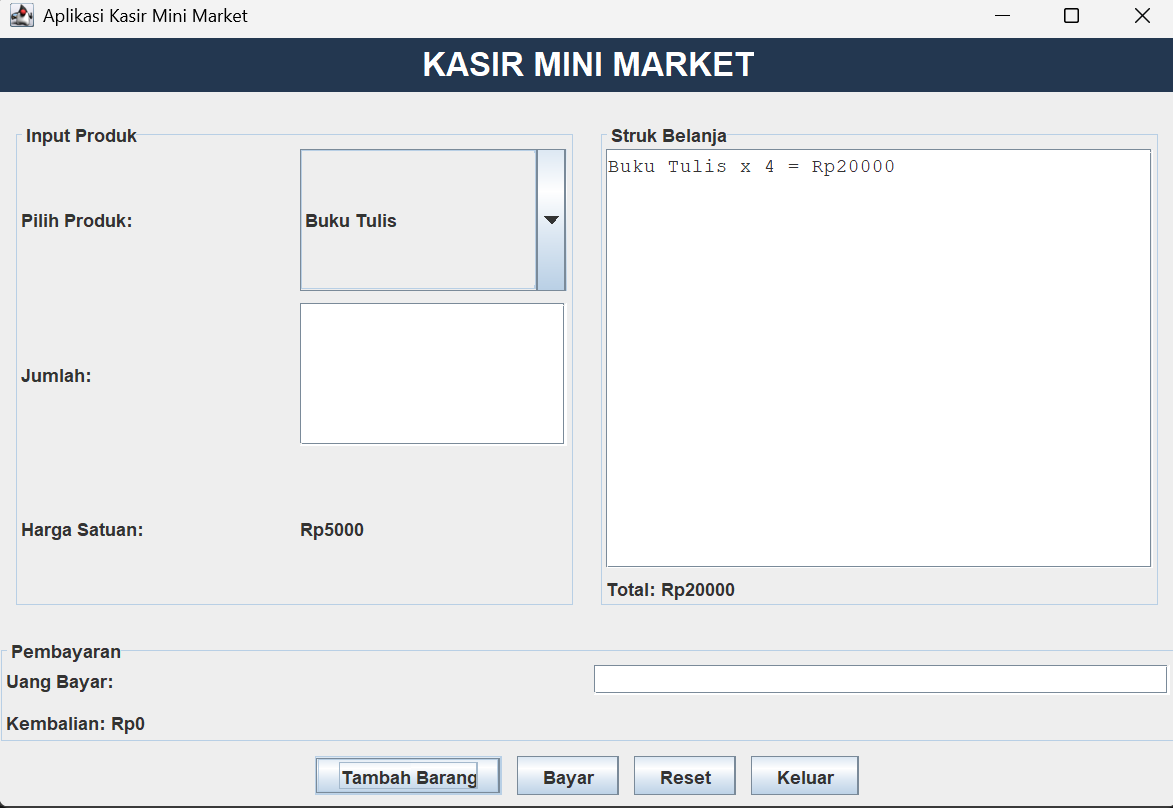 Aplikasi Kasir Mini Market
KASIR MINI MARKET
Input Produk
Pilih Produk:
Buku Tulis
Jumlah:
Harga Satuan:
Rp5000
Struk Belanja
Buku Tulis x 4 = Rp20000
Total: Rp20000
Pembayaran
Uang Bayar:
Kembalian: Rp0
Tambah Barang
Bayar
Reset
Keluar